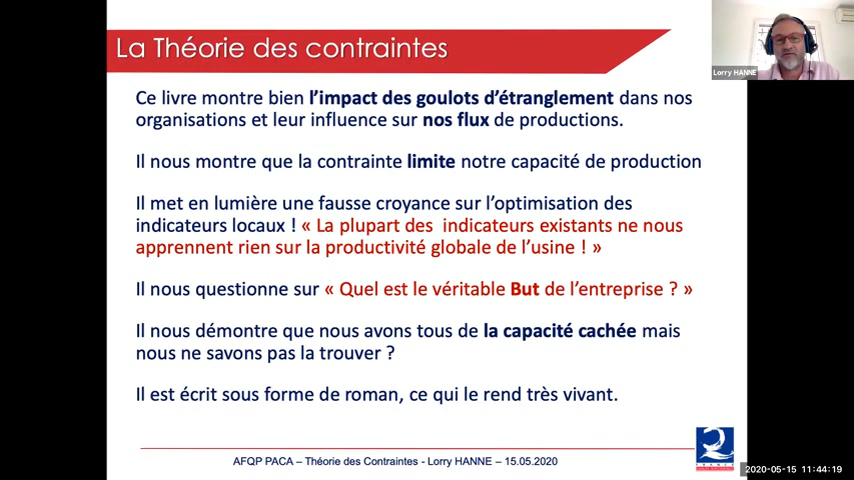 La Théorie des contraintes
Lorry HANNE
Ce livre montre bien l'impact des goulots d'étranglement dans nos
organisations et leur influence sur nos flux de productions.
Il nous montre que la contrainte limite notre capacité de production
Il met en lumière une fausse croyance sur l'optimisation des
indicateurs locaux ! « La plupart des indicateurs existants ne nous
apprennent rien sur la productivité globale de l'usine ! »
Il nous questionne sur « Quel est le véritable But de l'entreprise ? »
Il nous démontre que nous avons tous de la capacité cachée mais
nous ne savons pas la trouver ?
Il est écrit sous forme de roman, ce qui le rend très vivant.
AFQP PACA – Théorie des Contraintes - Lorry HANNE – 15.05.2020
2020-05-15 11:44:19